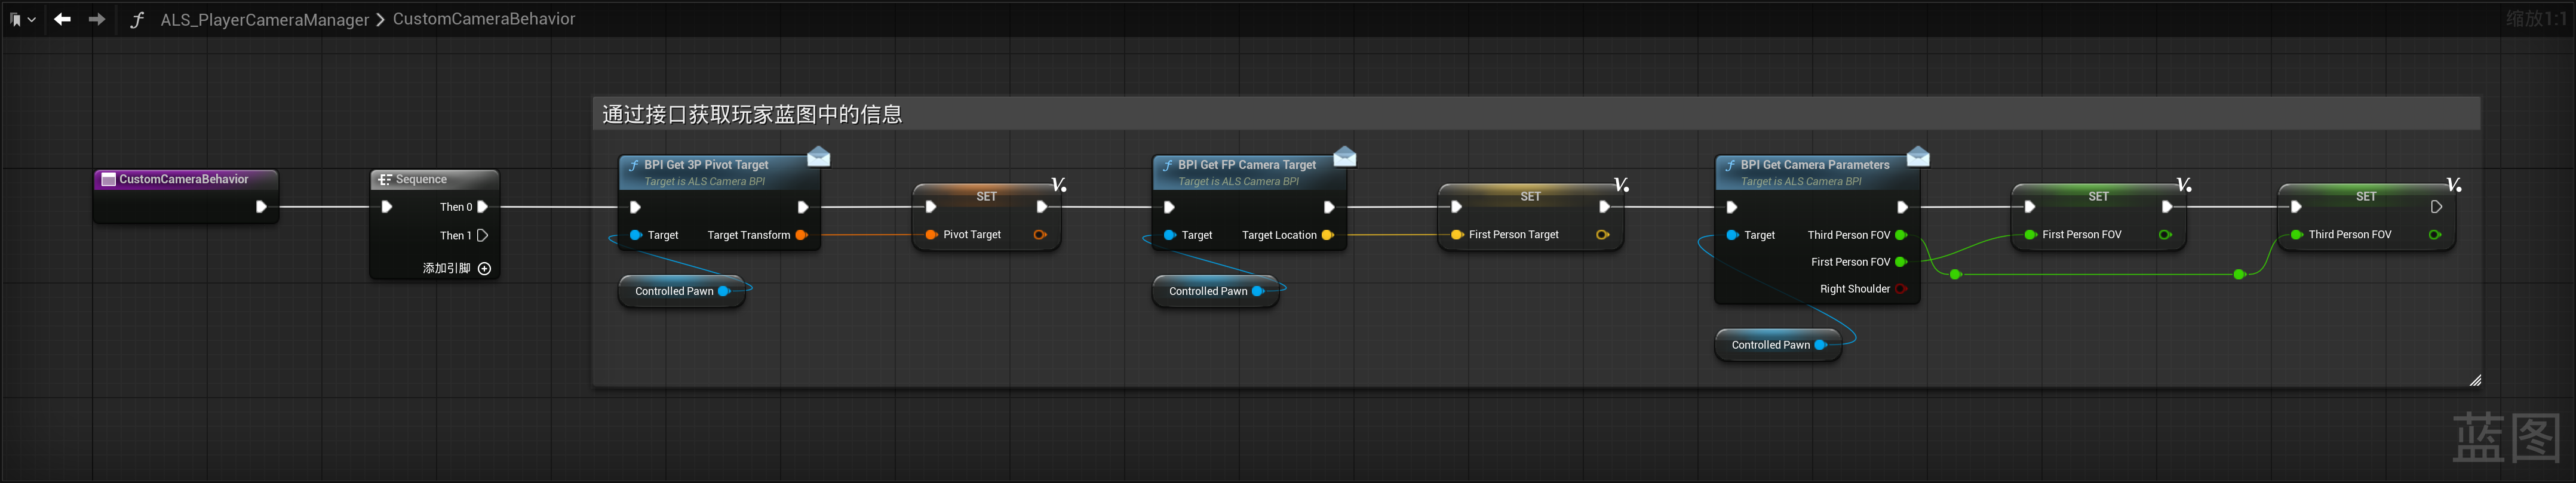 ALS_PlayerCameraManager > CustomCameraBehavior
缩放1:1
通过接口获取玩家蓝图中的信息
CustomCameraBehavior
Sequence
Then 0
Then 1
添加引脚
BPI Get 3P Pivot Target
Target is ALS Camera BPI
Target
Target Transform
Controlled Pawn
SET
Pivot Target
BPI Get FP Camera Target
Target is ALS Camera BPI
Target
Target Location
Controlled Pawn
SET
First Person Target
BPI Get Camera Parameters
Target is ALS Camera BPI
Target
Third Person FOV
First Person FOV
Right Shoulder
Controlled Pawn
SET
First Person FOV
SET
Third Person FOV
蓝图